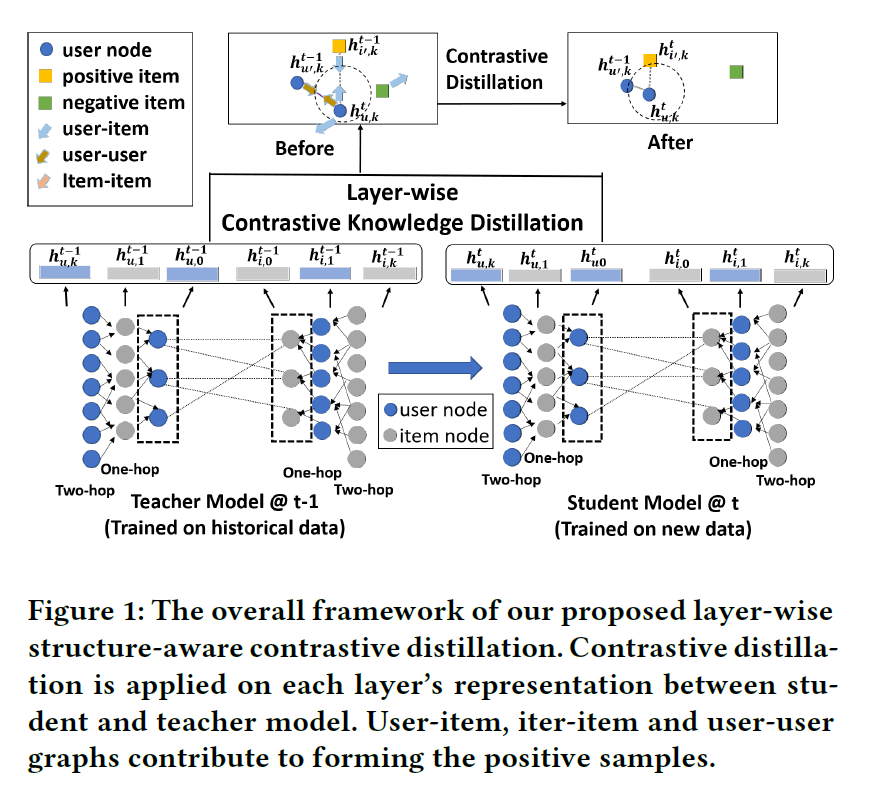 user node
positive item
negative item
user-item
user-user
Item-item
h_{u',k}^{t-1}
h_{i',k}^{t-1}
h_{u,k}^{t}
Before
Contrastive
Distillation
h_{u',k}^{t-1}
h_{i',k}^{t}
h_{u,k}^{t}
After
Layer-wise
Contrastive Knowledge Distillation
h_{u,k}^{t-1} h_{u,1}^{t-1} h_{u,0}^{t-1} h_{i,0}^{t-1} h_{i,1}^{t-1} h_{i,k}^{t-1}
h_{u,k}^{t} h_{u,1}^{t} h_{u0}^{t} h_{i,0}^{t} h_{i,1}^{t} h_{i,k}^{t}
user node
item node
Two-hop
One-hop
One-hop
Two-hop
Teacher Model @ t-1
(Trained on historical data)
Two-hop
One-hop
One-hop
Two-hop
Student Model @ t
(Trained on new data)
Figure 1: The overall framework of our proposed layer-wise
structure-aware contrastive distillation. Contrastive distilla-
tion is applied on each layer's representation between stu-
dent and teacher model. User-item, iter-item and user-user
graphs contribute to forming the positive samples.